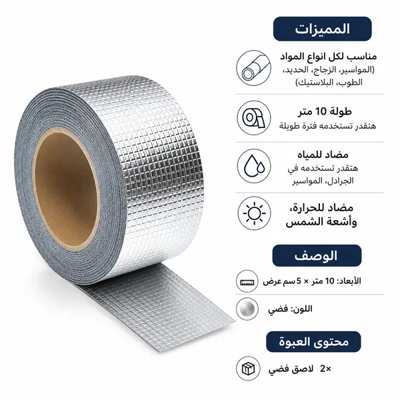 المميزات
مناسب لكل انواع المواد
(المواسير، الزجاج، الحديد،
الطوب، البلاستيك)
طولة 10 متر
هتقدر تستخدمه فترة طويلة
مضاد للمياه
هتقدر تستخدمه في
الجرادل، المواسير
مضاد للحرارة،
وأشعة الشمس
الوصف
الأبعاد: 10 متر × 5 سم عرض
اللون: فضي
محتوى العبوة
2× لاصق فضي